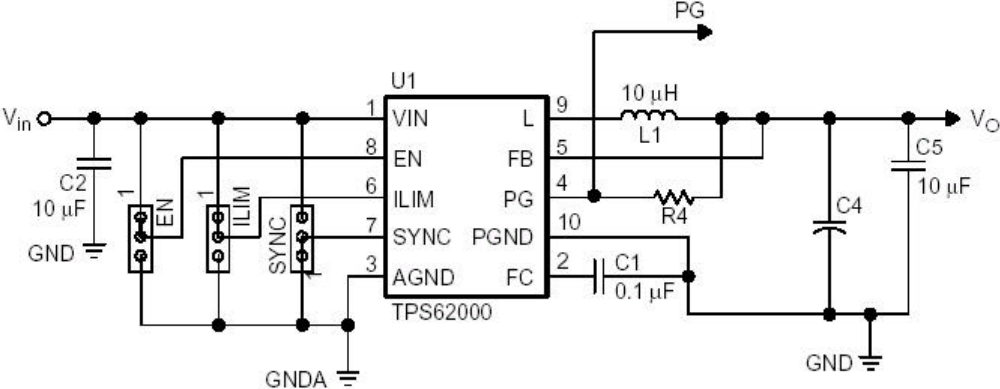 PG
U1
Vin
1 VIN
L 9
10 μH
L1
VO
8 EN
FB 5
C2
10 μF
C5
10 μF
1
EN
1
ILIM
SYNC
1
6 ILIM
PG 4
R4
C4
7 SYNC
PGND 10
GND
3 AGND
FC 2
C1
0.1 μF
TPS62000
GNDA
GND